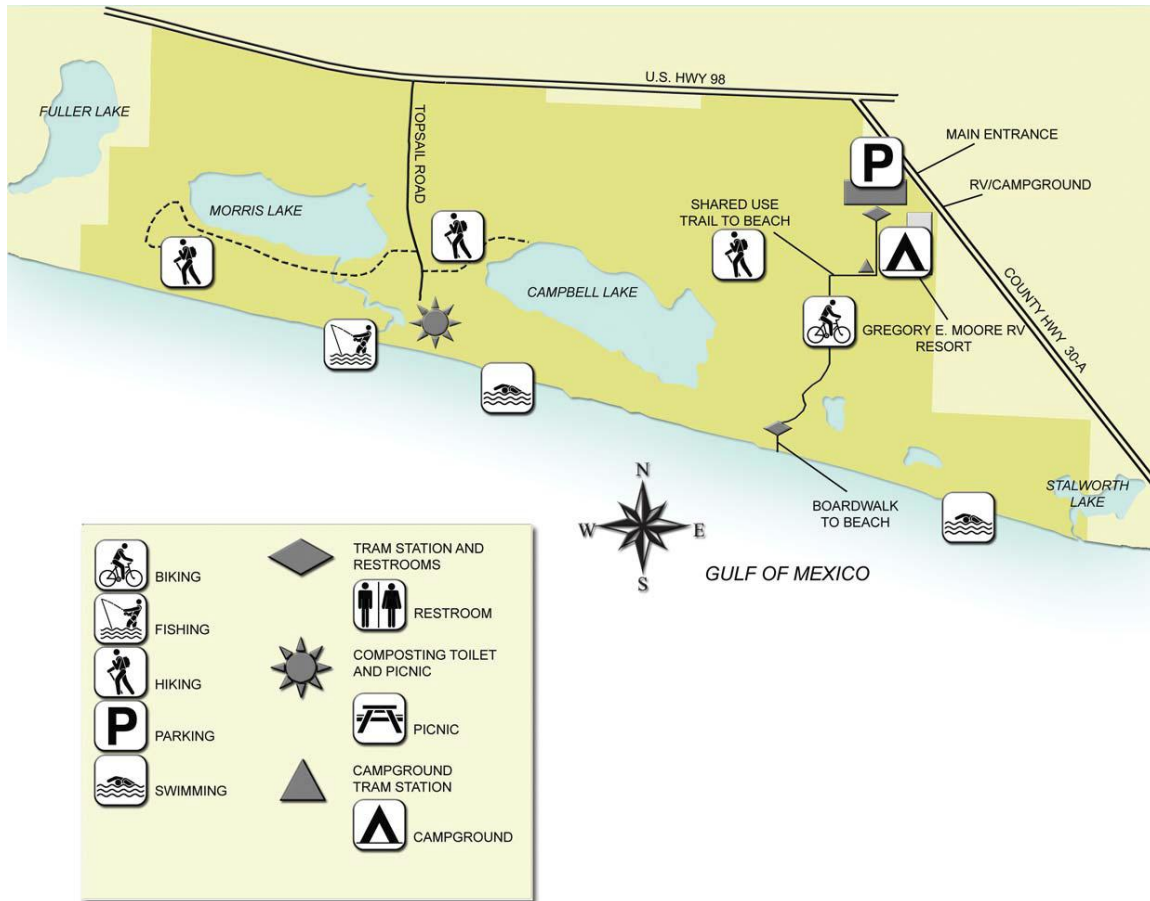 U.S. HWY 98
FULLER LAKE
TOPSAIL ROAD
MAIN ENTRANCE
P
RV/CAMPGROUND
MORRIS LAKE
SHARED USE
TRAIL TO BEACH
CAMPBELL LAKE
COUNTY HWY 30-A
GREGORY E. MOORE RV
RESORT
STALWORTH
LAKE
BOARDWALK
TO BEACH
N
W
E
S
GULF OF MEXICO
BIKING
FISHING
HIKING
P
PARKING
SWIMMING
TRAM STATION AND
RESTROOMS
RESTROOM
COMPOSTING TOILET
AND PICNIC
PICNIC
CAMPGROUND
TRAM STATION
CAMPGROUND